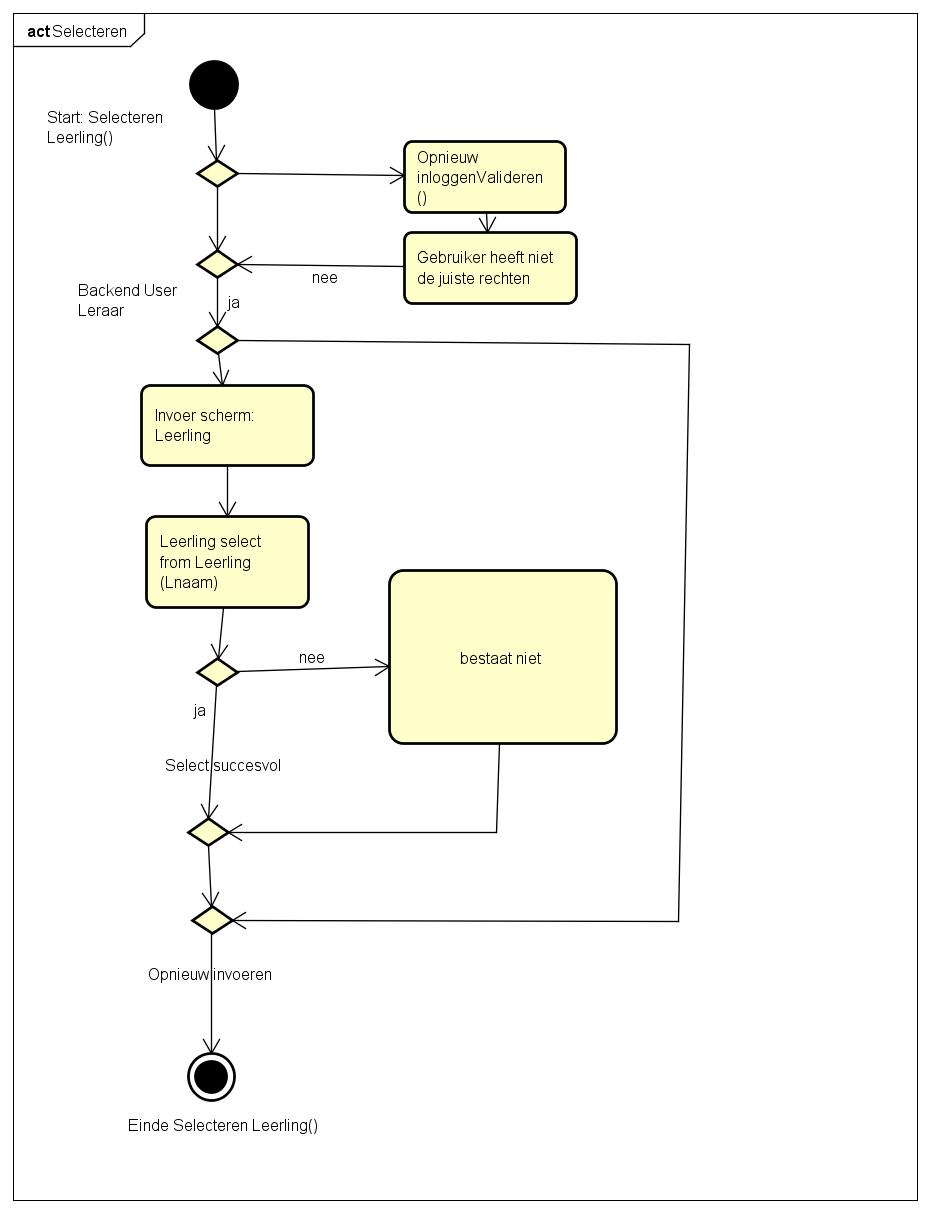 act Selecteren
Start: Selecteren
Leerling()
Opnieuw
inloggenValideren
()
Gebruiker heeft niet
de juiste rechten
nee
Backend User
Leraar
ja
Invoer scherm:
Leerling
Leerling select
from Leerling
(Lnaam)
nee
bestaat niet
ja
Select succesvol
Opnieuw invoeren
Einde Selecteren Leerling()